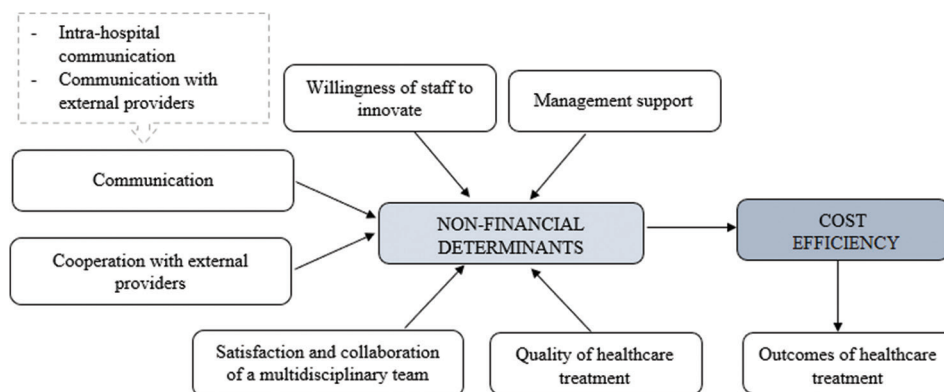 - Intra-hospital
communication
- Communication with
external providers
Willingness of staff to
innovate
Management support
Communication
NON-FINANCIAL
DETERMINANTS
COST
EFFICIENCY
Cooperation with external
providers
Satisfaction and collaboration
of a multidisciplinary team
Quality of healthcare
treatment
Outcomes of healthcare
treatment